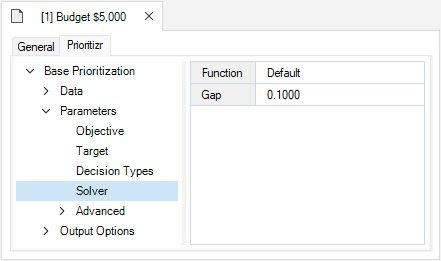 [1] Budget $5,000
General Prioritizr
Base Prioritization
Data
Parameters
Objective
Target
Decision Types
Solver
Advanced
Output Options
Function Default
Gap 0.1000